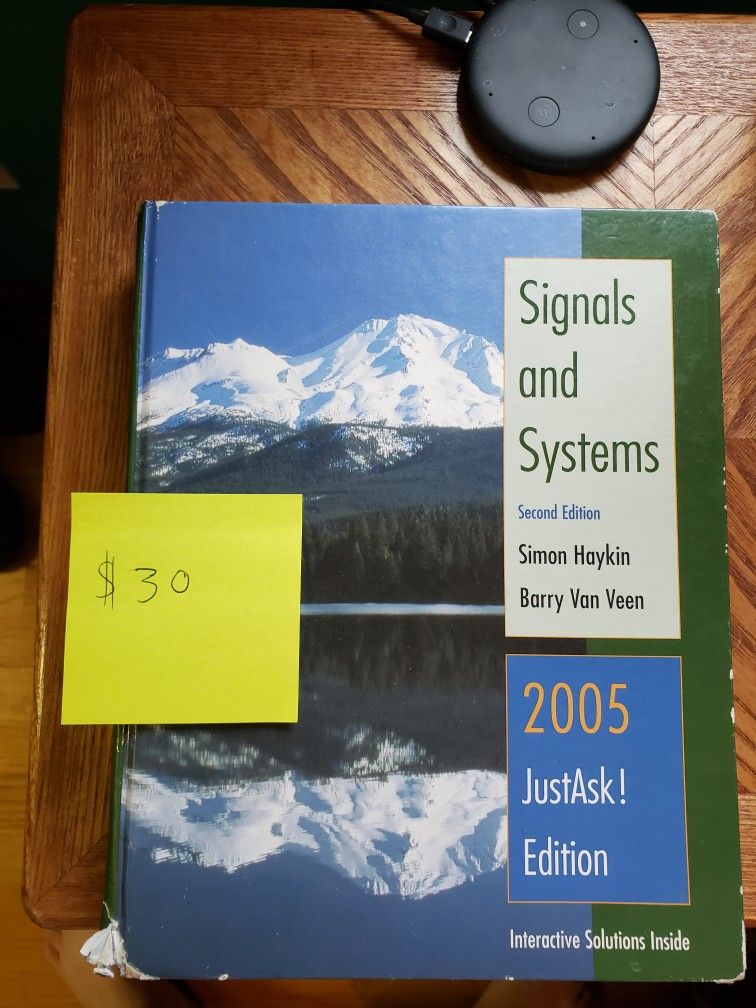 Signals
and
Systems
Second Edition
Simon Haykin
Barry Van Veen
$30
2005
JustAsk!
Edition
Interactive Solutions Inside